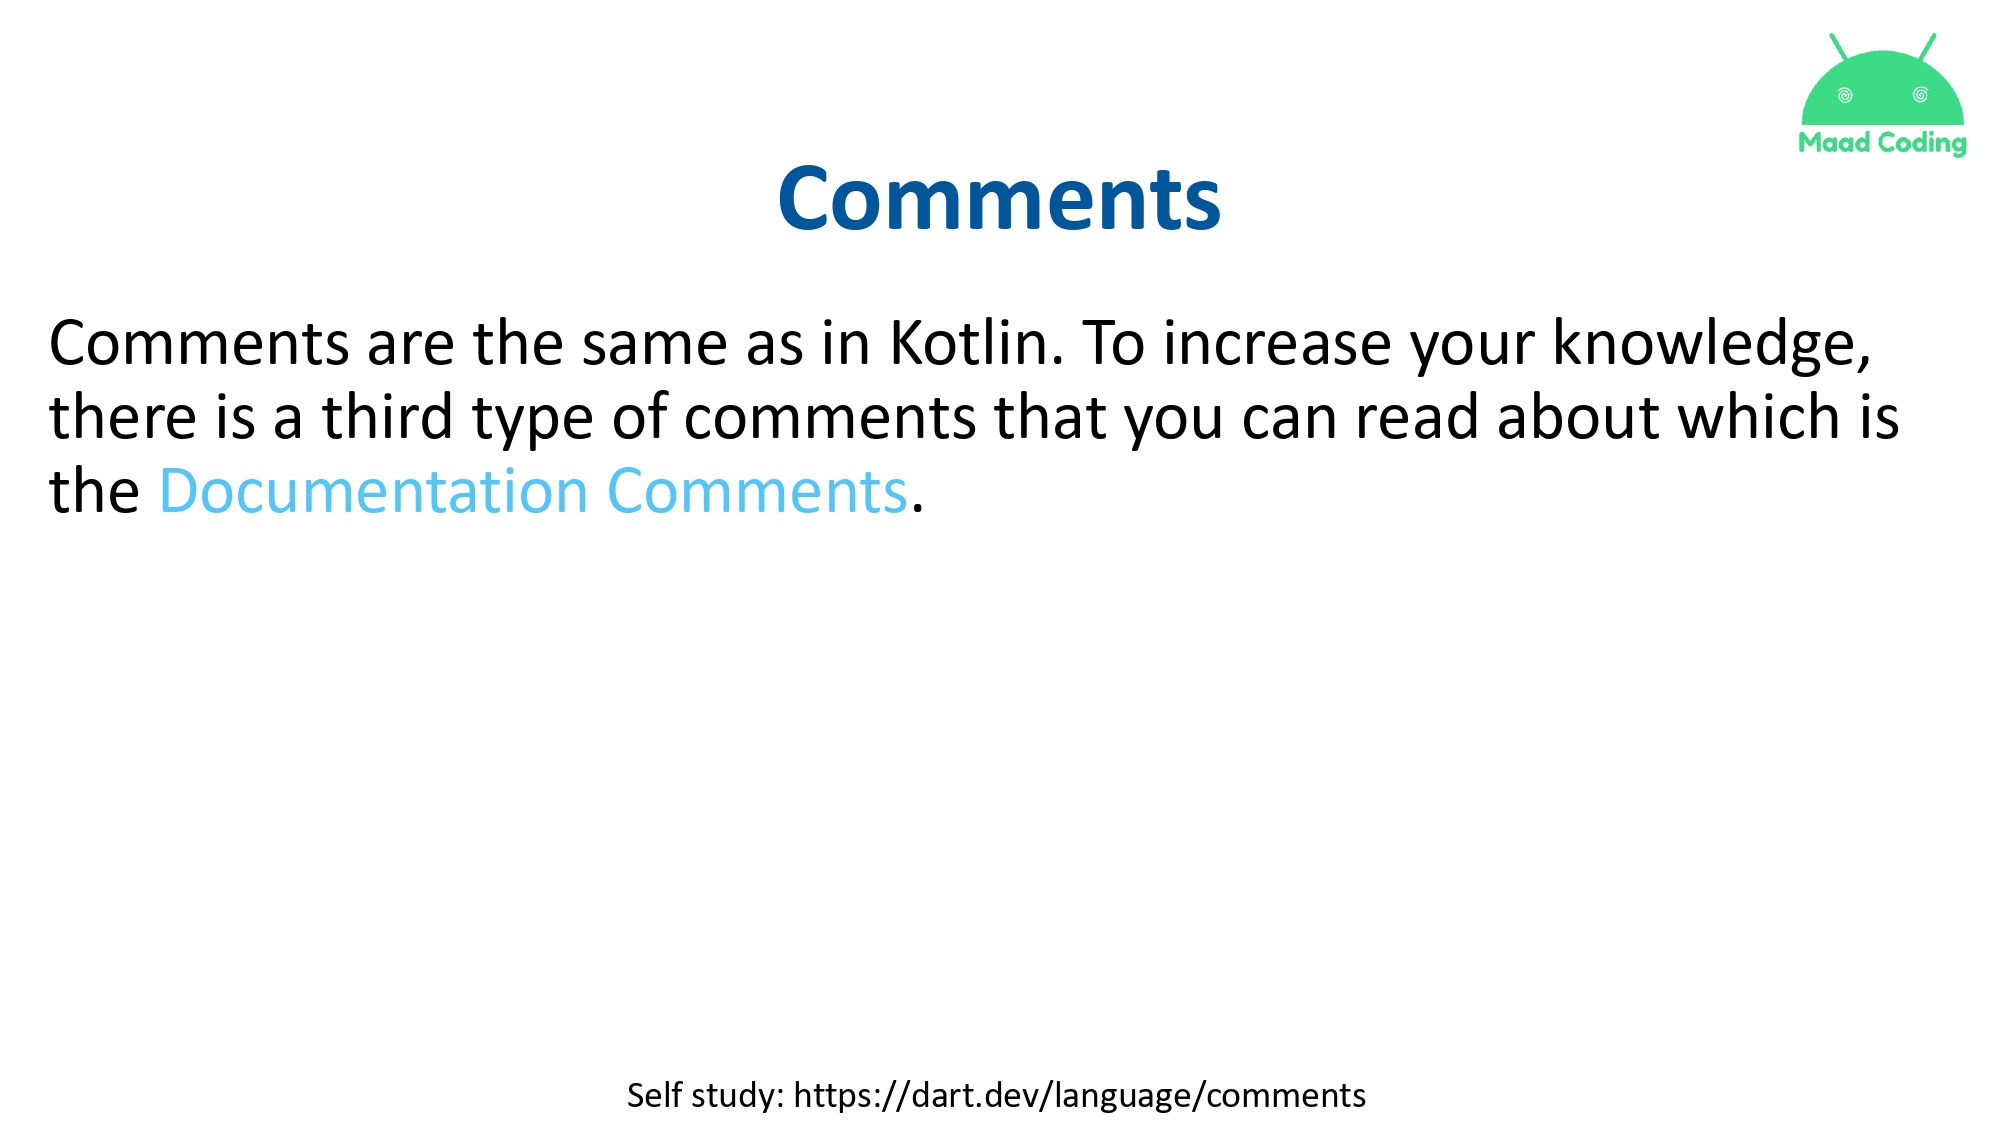 Maad Coding
Comments
Comments are the same as in Kotlin. To increase your knowledge,
there is a third type of comments that you can read about which is
the Documentation Comments.
Self study: https://dart.dev/language/comments